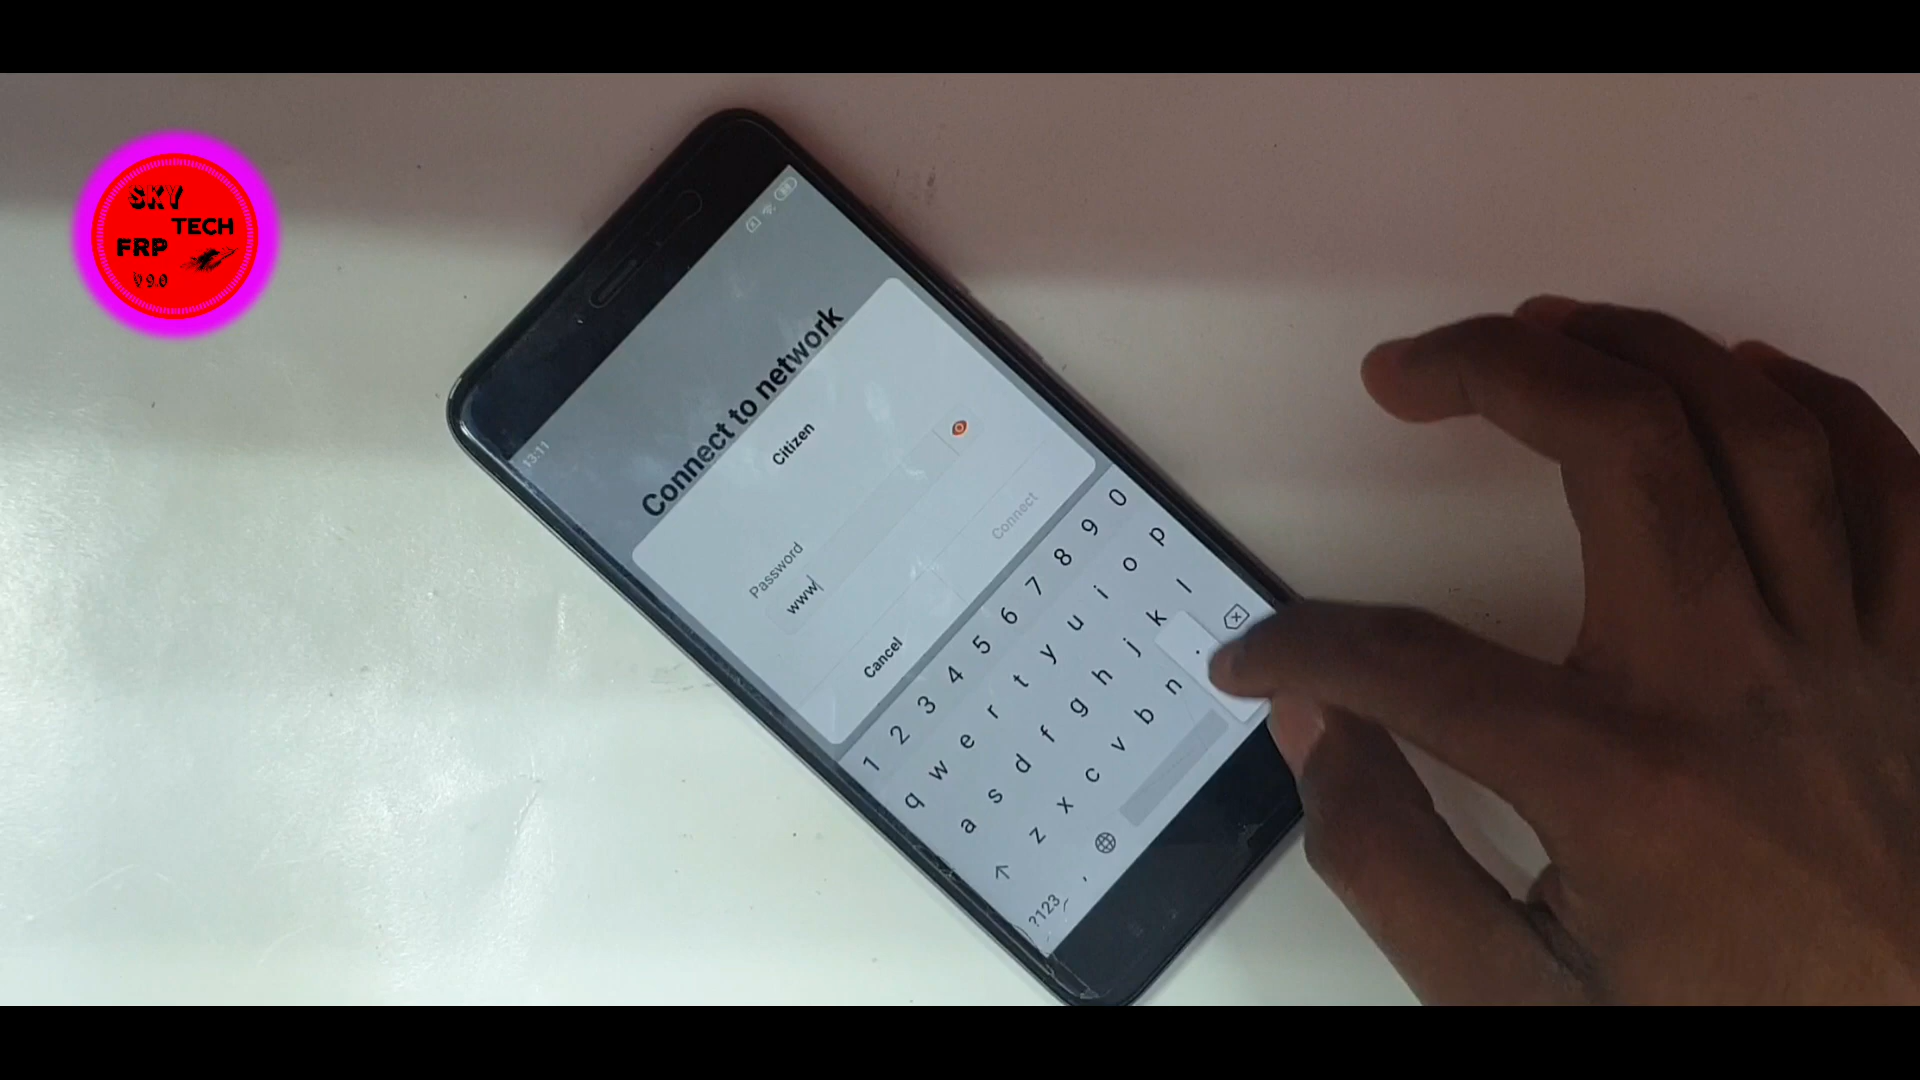 SKY
TECH
FRP
V 9.0
13:11
Connect to network
Citizen
Password
www
Cancel
Connect
1 2 3 4 5 6 7 8 9 0
q w e r t y u i o p
a s d f g h j k l
z x c v b n
?123 , .